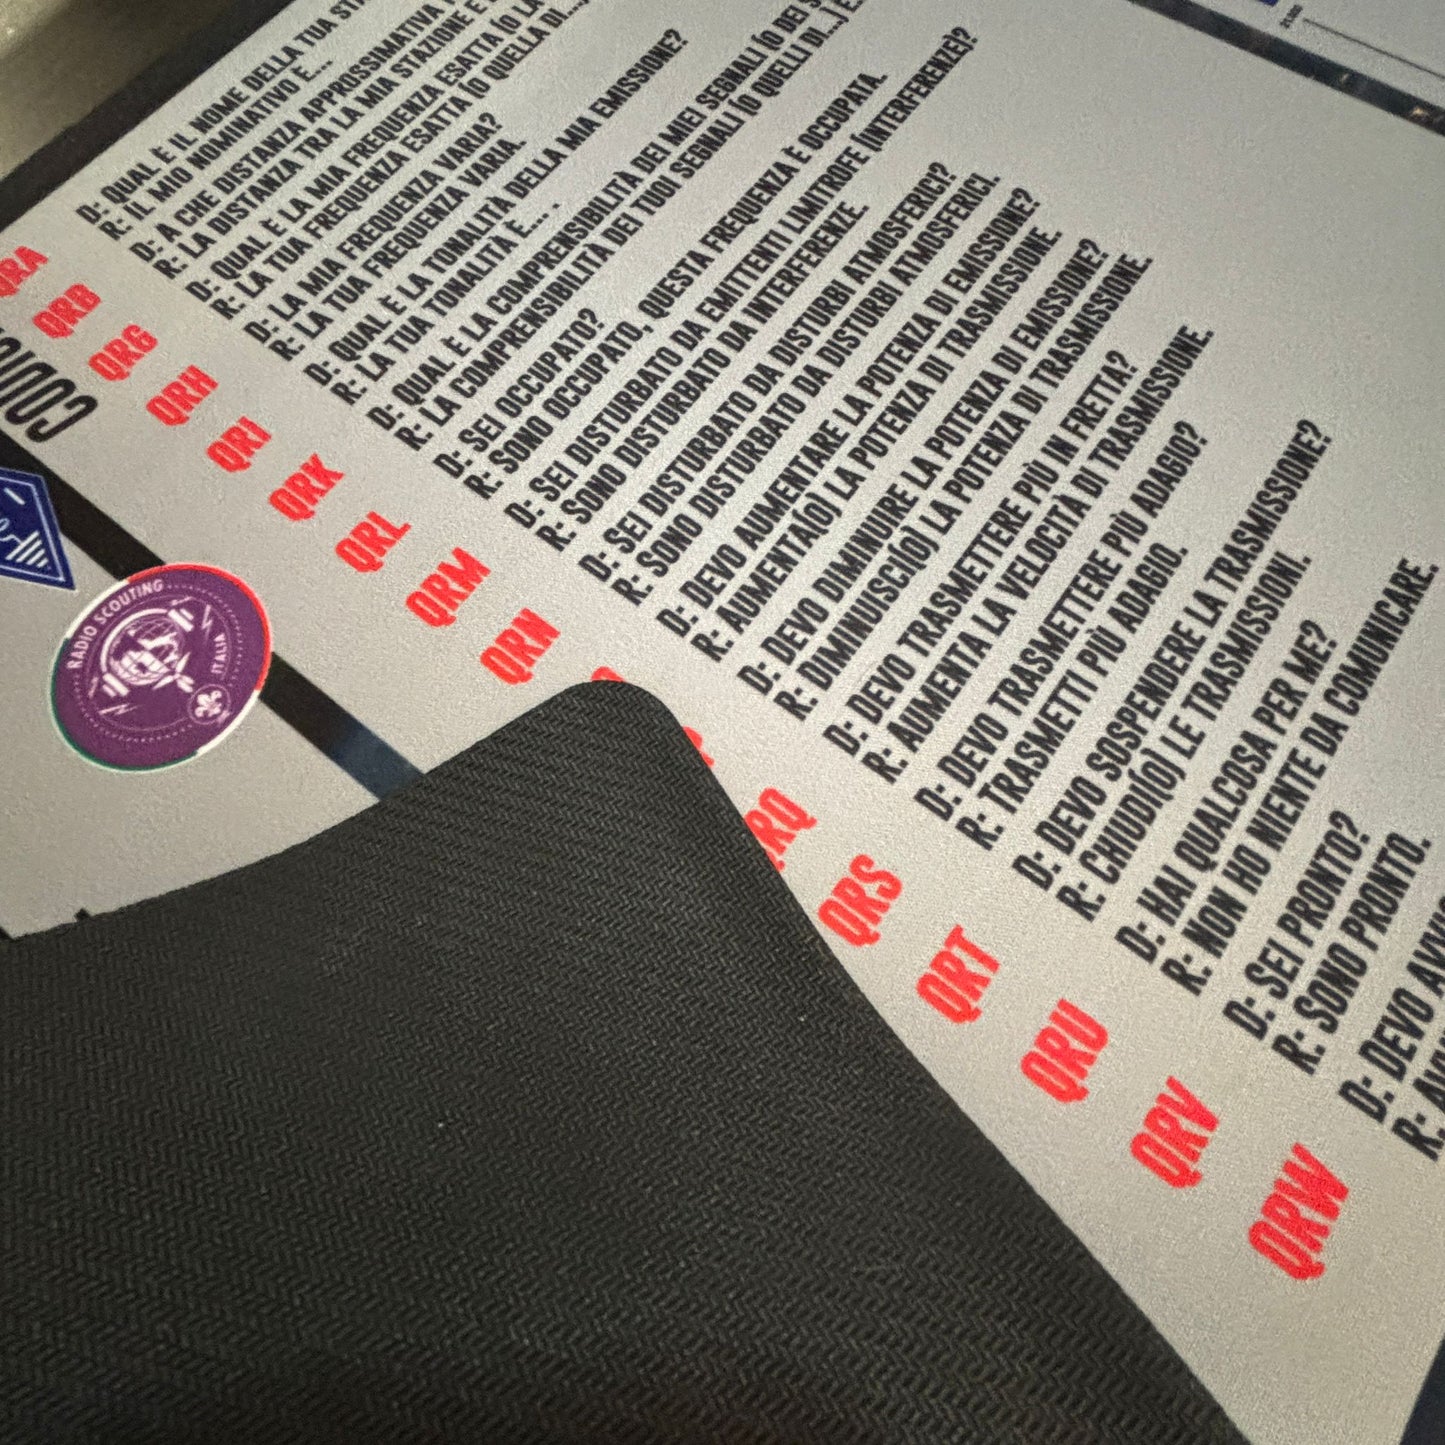 QRA
D: QUAL È IL NOME DELLA TUA
R: IL MIO NOMINATIVO È....
QRB
D: A CHE DISTANZA APPROSSIMATIVA
R: LA DISTANZA TRA LA MIA STAZIONE E
QRG
D: QUAL È LA MIA FREQUENZA ESATTA (O LA
R: LA TUA FREQUENZA ESATTA (O QUELLA DI...)
QRH
D: LA MIA FREQUENZA VARIA?
R: LA TUA FREQUENZA VARIA.
QRI
D: QUAL È LA TONALITÀ DELLA MIA EMISSIONE?
R: LA TUA TONALITÀ È.... .
QRK
D: QUAL È LA COMPRENSIBILITÀ DEI MIEI SEGNALI (O DEI
R: LA COMPRENSIBILITÀ DEI TUOI SEGNALI (O QUELLI DI...) È
QRL
D: SEI OCCUPATO?
R: SONO OCCUPATO, QUESTA FREQUENZA È OCCUPATA.
QRM
D: SEI DISTURBATO DA EMITTENTI LIMITROFE (INTERFERENZE)?
R: SONO DISTURBATO DA INTERFERENZE.
QRN
D: SEI DISTURBATO DA DISTURBI ATMOSFERICI?
R: SONO DISTURBATO DA DISTURBI ATMOSFERICI.
D: DEVO AUMENTARE LA POTENZA DI EMISSIONE?
R: AUMENTA(O) LA POTENZA DI TRASMISSIONE.
D: DEVO DIMINUIRE LA POTENZA DI EMISSIONE?
R: DIMINUISCI(O) LA POTENZA DI TRASMISSIONE.
QRQ
D: DEVO TRASMETTERE PIÙ IN FRETTA?
R: AUMENTA LA VELOCITÀ DI TRASMISSIONE.
QRS
D: DEVO TRASMETTERE PIÙ ADAGIO?
R: TRASMETTI PIÙ ADAGIO.
QRT
D: DEVO SOSPENDERE LA TRASMISSIONE?
R: CHIUDI(O) LE TRASMISSIONI.
QRU
D: HAI QUALCOSA PER ME?
R: NON HO NIENTE DA COMUNICARE.
QRV
D: SEI PRONTO?
R: SONO PRONTO.
QRW
D: DEVO
R:
RADIO SCOUTING
ITALIA